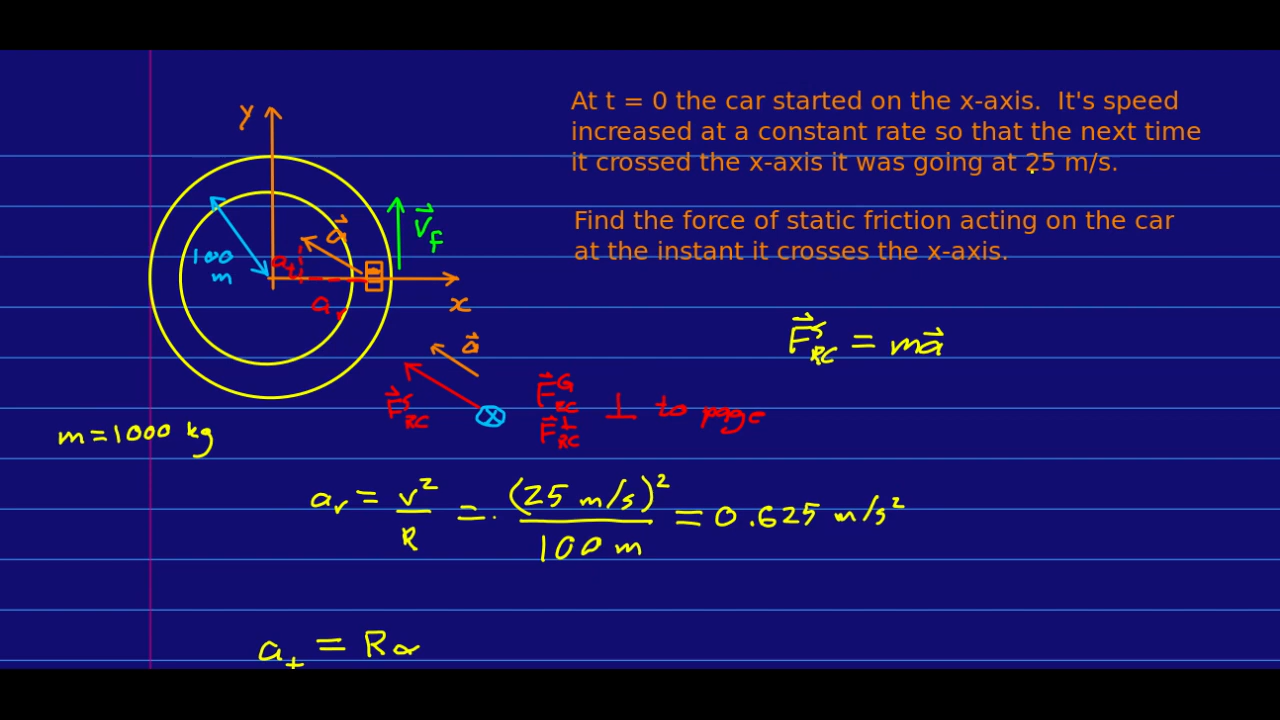 At t = 0 the car started on the x-axis. It's speed
increased at a constant rate so that the next time
it crossed the x-axis it was going at 25 m/s.
Find the force of static friction acting on the car
at the instant it crosses the x-axis.
y
100
m
a_t
a⃗
v⃗_F
a_r
x
F⃗^s_RC = ma⃗
a⃗
F⃗^s_RC
F⃗^G_RC
F⃗^t_RC
⊥ to page
m = 1000 kg
a_r = v²/R = (25 m/s)²/100 m = 0.625 m/s²
a_t = Rα